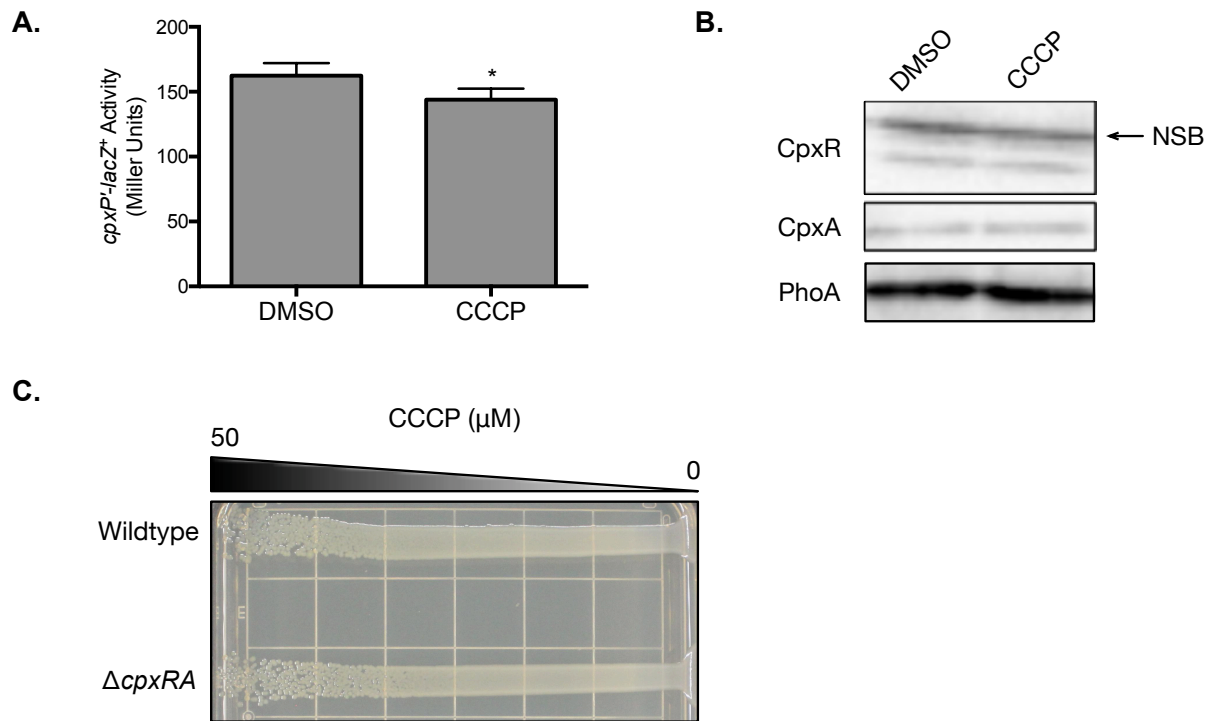 A.
cpxP'-lacZ⁺ Activity
(Miller Units)
200
150
100
50
0
*
DMSO
CCCP
B.
DMSO
CCCP
CpxR
NSB
CpxA
PhoA
C.
CCCP (µM)
50
0
Wildtype
ΔcpxRA